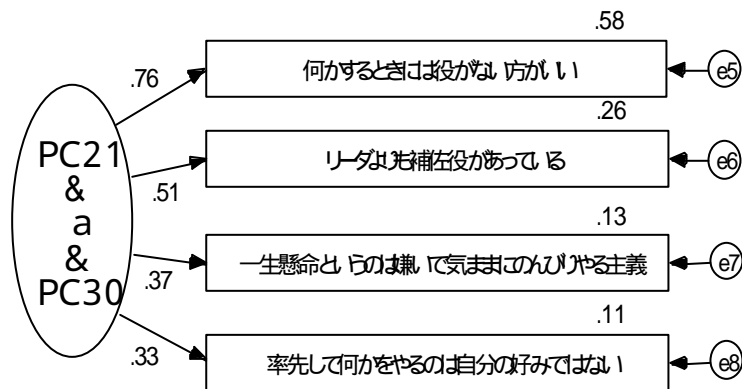 .58
何かするときには役がない方がいい
.76
e5
.26
リーダよりも補佐役があっている
.51
e6
PC21
&
a
&
PC30
.13
一生懸命というのは嫌いで気ままにのんびりやる主義
.37
e7
.11
率先して何かをやるのは自分の好みではない
.33
e8